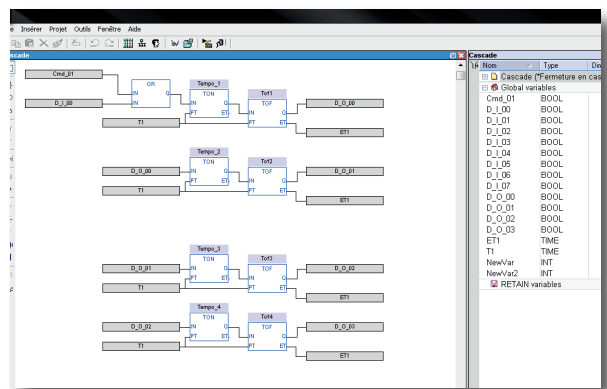 e Insérer Projet Outils Fenêtre Aide
scade
Cascade
Nom Type Din
Cascade ("Fermeture en cas
Global variables
Cmd_01 BOOL
D_I_00 BOOL
D_I_01 BOOL
D_I_02 BOOL
D_I_03 BOOL
D_I_04 BOOL
D_I_05 BOOL
D_I_06 BOOL
D_I_07 BOOL
D_O_00 BOOL
D_O_01 BOOL
D_O_02 BOOL
D_O_03 BOOL
ET1 TIME
T1 TIME
NewVar INT
NewVar2 INT
RETAIN variables
Cmd_01
D_I_00
T1
OR
IN Q
IN
Tempo_1
TON
IN Q
PT ET
Tof1
TOF
IN Q
PT ET
D_O_00
ET1
D_O_00
T1
Tempo_2
TON
IN Q
PT ET
Tof2
TOF
IN Q
PT ET
D_O_01
ET1
D_O_01
T1
Tempo_3
TON
IN Q
PT ET
Tof3
TOF
IN Q
PT ET
D_O_02
ET1
D_O_02
T1
Tempo_4
TON
IN Q
PT ET
Tof4
TOF
IN Q
PT ET
D_O_03
ET1